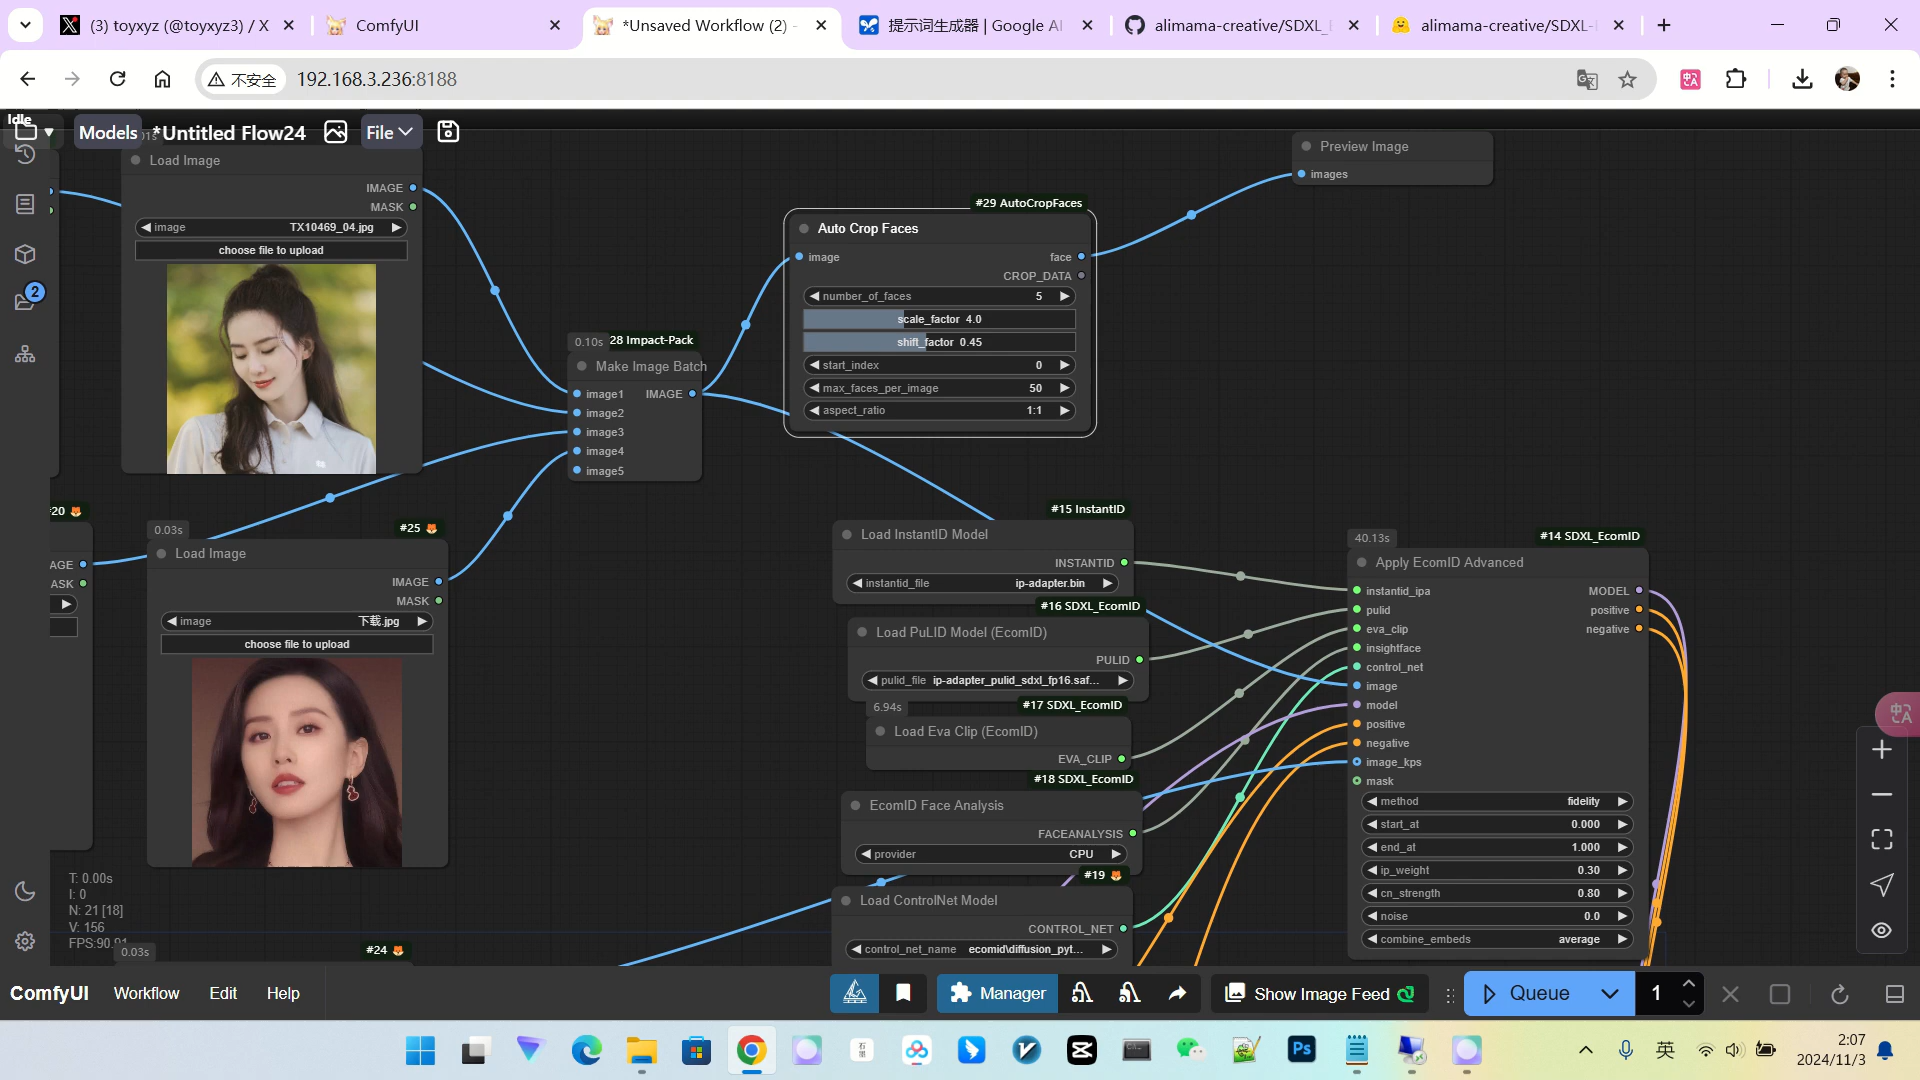 (3) toyxyz (@toyxyz3) / X
ComfyUI
*Unsaved Workflow (2) -
提示词生成器 | Google AI
alimama-creative/SDXL_E
alimama-creative/SDXL-
不安全
192.168.3.236:8188
Idle
Models
*Untitled Flow24
File
Load Image
IMAGE
MASK
image
TX10469_04.jpg
choose file to upload
Preview Image
images
#29 AutoCropFaces
Auto Crop Faces
image
face
CROP_DATA
number_of_faces
5
scale_factor 4.0
shift_factor 0.45
start_index
0
max_faces_per_image
50
aspect_ratio
1:1
2
0.10s
28 Impact-Pack
Make Image Batch
image1
IMAGE
image2
image3
image4
image5
#20
AGE
ASK
0.03s
#25
Load Image
IMAGE
MASK
image
下载.jpg
choose file to upload
#15 InstantID
Load InstantID Model
INSTANTID
instantid_file
ip-adapter.bin
#16 SDXL_EcomID
Load PuLID Model (EcomID)
PULID
pulid_file
ip-adapter_pulid_sdxl_fp16.saf...
6.94s
#17 SDXL_EcomID
Load Eva Clip (EcomID)
EVA_CLIP
#18 SDXL_EcomID
EcomID Face Analysis
FACEANALYSIS
provider
CPU
#19
Load ControlNet Model
CONTROL_NET
control_net_name
ecomid\diffusion_pyt...
40.13s
#14 SDXL_EcomID
Apply EcomID Advanced
instantid_ipa
MODEL
pulid
positive
eva_clip
negative
insightface
control_net
image
model
positive
negative
image_kps
mask
method
fidelity
start_at
0.000
end_at
1.000
ip_weight
0.30
cn_strength
0.80
noise
0.0
combine_embeds
average
T: 0.00s
I: 0
N: 21 [18]
V: 156
FPS:90.91
0.03s
#24
ComfyUI
Workflow
Edit
Help
Manager
Show Image Feed
Queue
1
石墨
Ps
英
2:07
2024/11/3